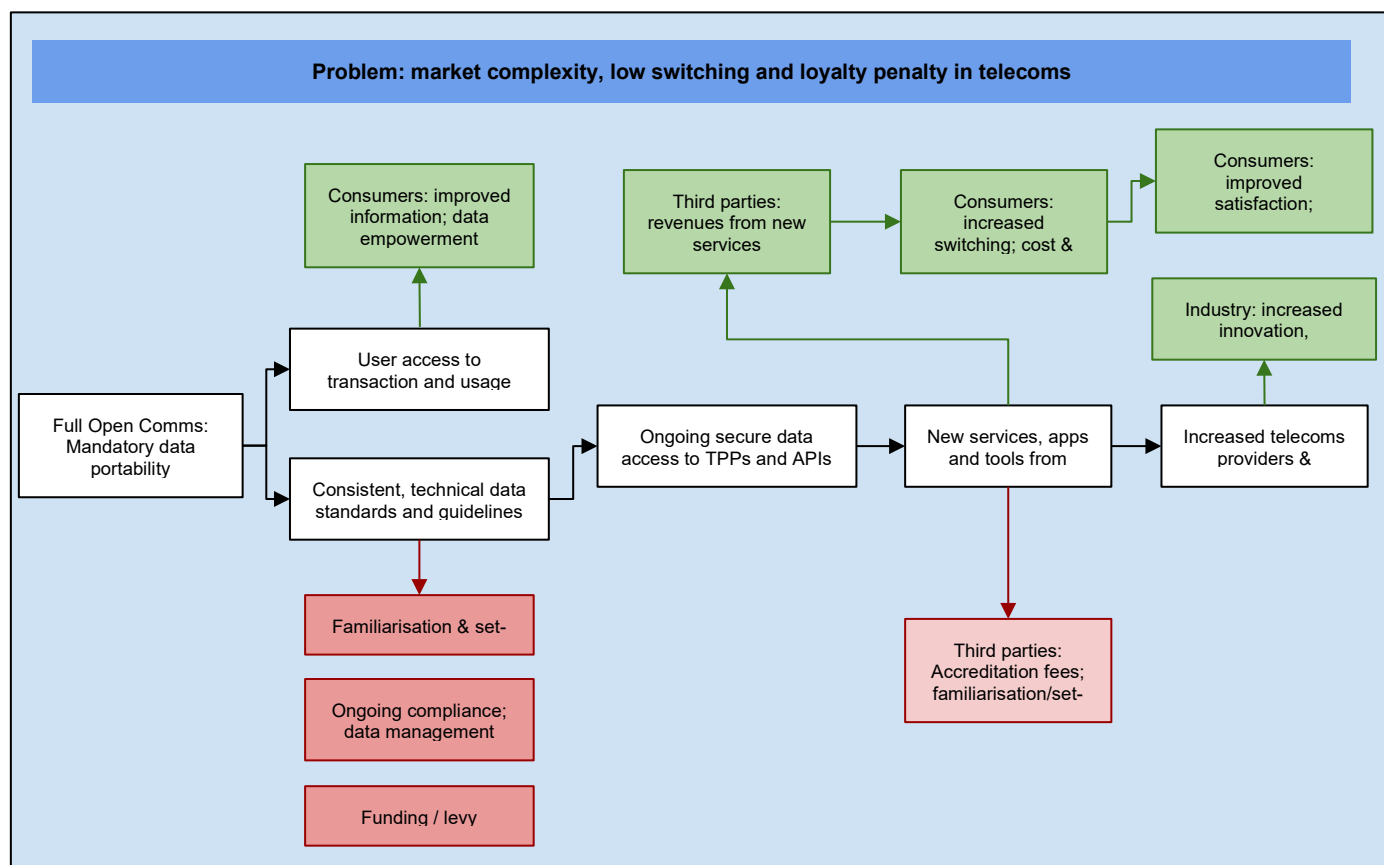 Problem: market complexity, low switching and loyalty penalty in telecoms
Consumers: improved
information; data
empowerment
Third parties:
revenues from new
services
Consumers:
increased
switching; cost &
Consumers:
improved
satisfaction;
Industry: increased
innovation,
User access to
transaction and usage
Full Open Comms:
Mandatory data
portability
Consistent, technical data
standards and guidelines
Ongoing secure data
access to TPPs and APIs
New services, apps
and tools from
Increased telecoms
providers &
Familiarisation & set-
Ongoing compliance;
data management
Funding / levy
Third parties:
Accreditation fees;
familiarisation/set-